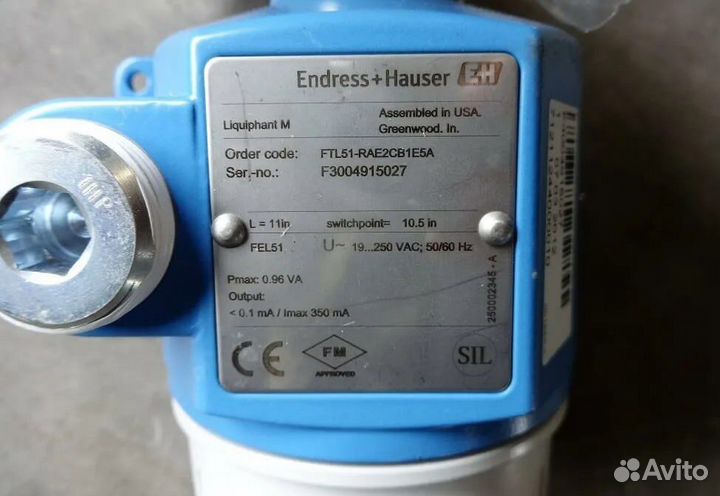 Endress+Hauser EH
Liquiphant M
Assembled in USA.
Greenwood. In.
Order code: FTL51-RAE2CB1E5A
Ser.-no.: F3004915027
L = 11in switchpoint= 10.5 in
FEL51 U~ 19...250 VAC; 50/60 Hz
Pmax: 0.96 VA
Output:
< 0.1 mA / Imax 350 mA
250002345 - A
CE
FM
APPROVED
SIL
Avito